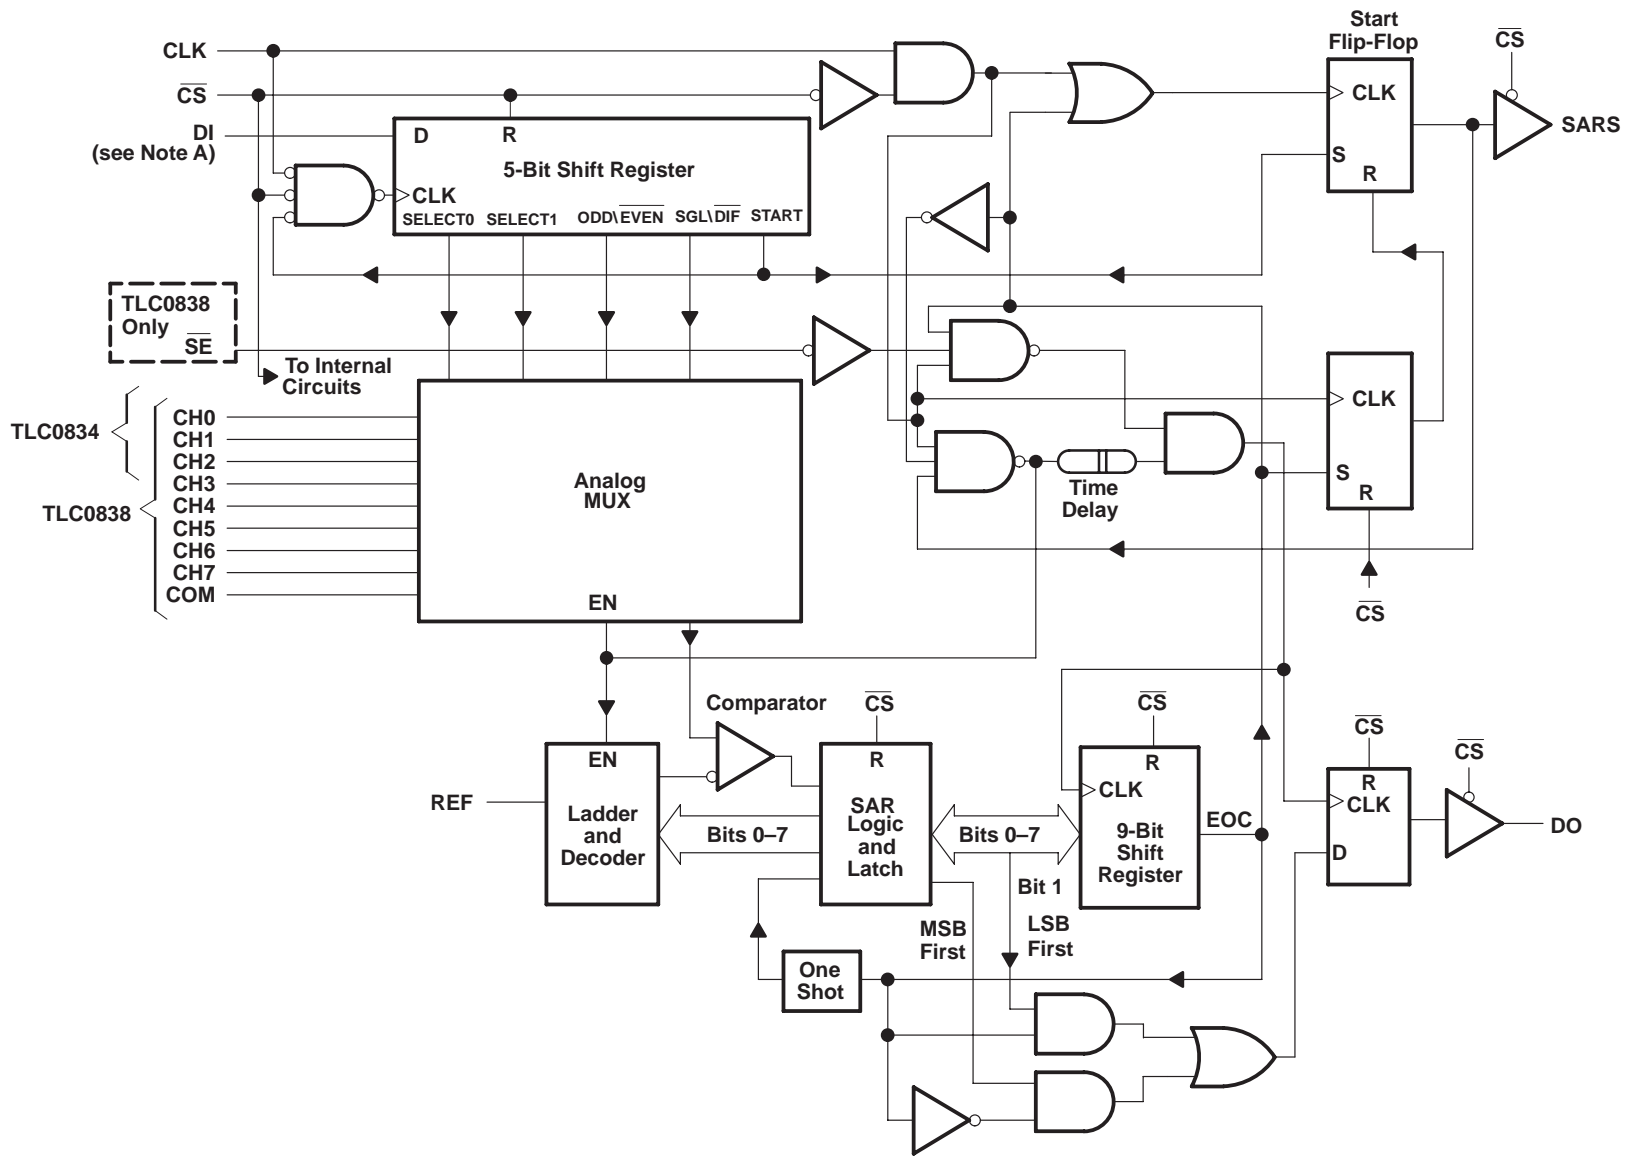 Start
Flip-Flop
CLK
CS
CS
DI
(see Note A)
D
R
CLK
SARS
5-Bit Shift Register
S
R
CLK
SELECT0 SELECT1 ODD\EVEN SGL\DIF START
TLC0838
Only
SE
To Internal
Circuits
CLK
TLC0834
TLC0838
CH0
CH1
CH2
CH3
CH4
CH5
CH6
CH7
COM
Analog
MUX
EN
Time
Delay
S
R
CS
Comparator
CS
CS
CS
CS
EN
R
R
R
REF
Ladder
and
Decoder
Bits 0–7
SAR
Logic
and
Latch
Bits 0–7
CLK
9-Bit
Shift
Register
EOC
CLK
D
DO
Bit 1
MSB
First
LSB
First
One
Shot